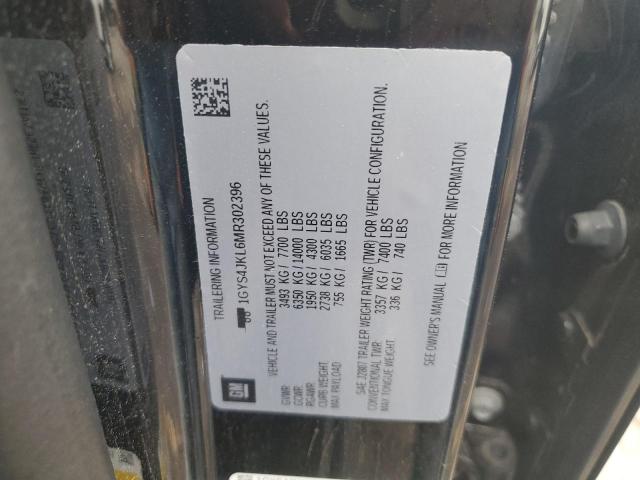 TRAILERING INFORMATION
1GYS4JKL6MR302396
VEHICLE AND TRAILER MUST NOT EXCEED ANY OF THESE VALUES.
GVWR 3493 KG / 7700 LBS
GCWR 6350 KG / 14000 LBS
RGAWR 1950 KG / 4300 LBS
CURB WEIGHT 2738 KG / 6035 LBS
MAX PAYLOAD 755 KG / 1665 LBS
SAE J2807 TRAILER WEIGHT RATING (TWR) FOR VEHICLE CONFIGURATION.
CONVENTIONAL TWR 3357 KG / 7400 LBS
MAX TONGUE WEIGHT 336 KG / 740 LBS
SEE OWNER'S MANUAL FOR MORE INFORMATION
GM